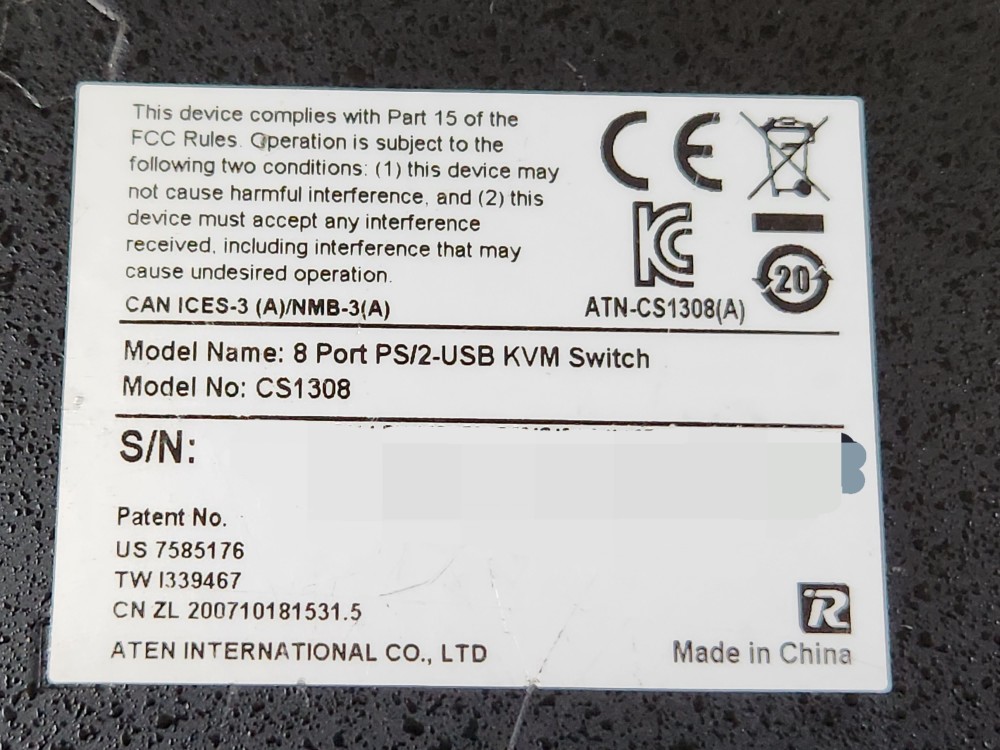 This device complies with Part 15 of the
FCC Rules. Operation is subject to the
following two conditions: (1) this device may
not cause harmful interference, and (2) this
device must accept any interference
received, including interference that may
cause undesired operation.
CAN ICES-3 (A)/NMB-3(A)
CE
KC
20
ATN-CS1308(A)
Model Name: 8 Port PS/2-USB KVM Switch
Model No: CS1308
S/N:
Patent No.
US 7585176
TW I339467
CN ZL 200710181531.5
ATEN INTERNATIONAL CO., LTD
R
Made in China